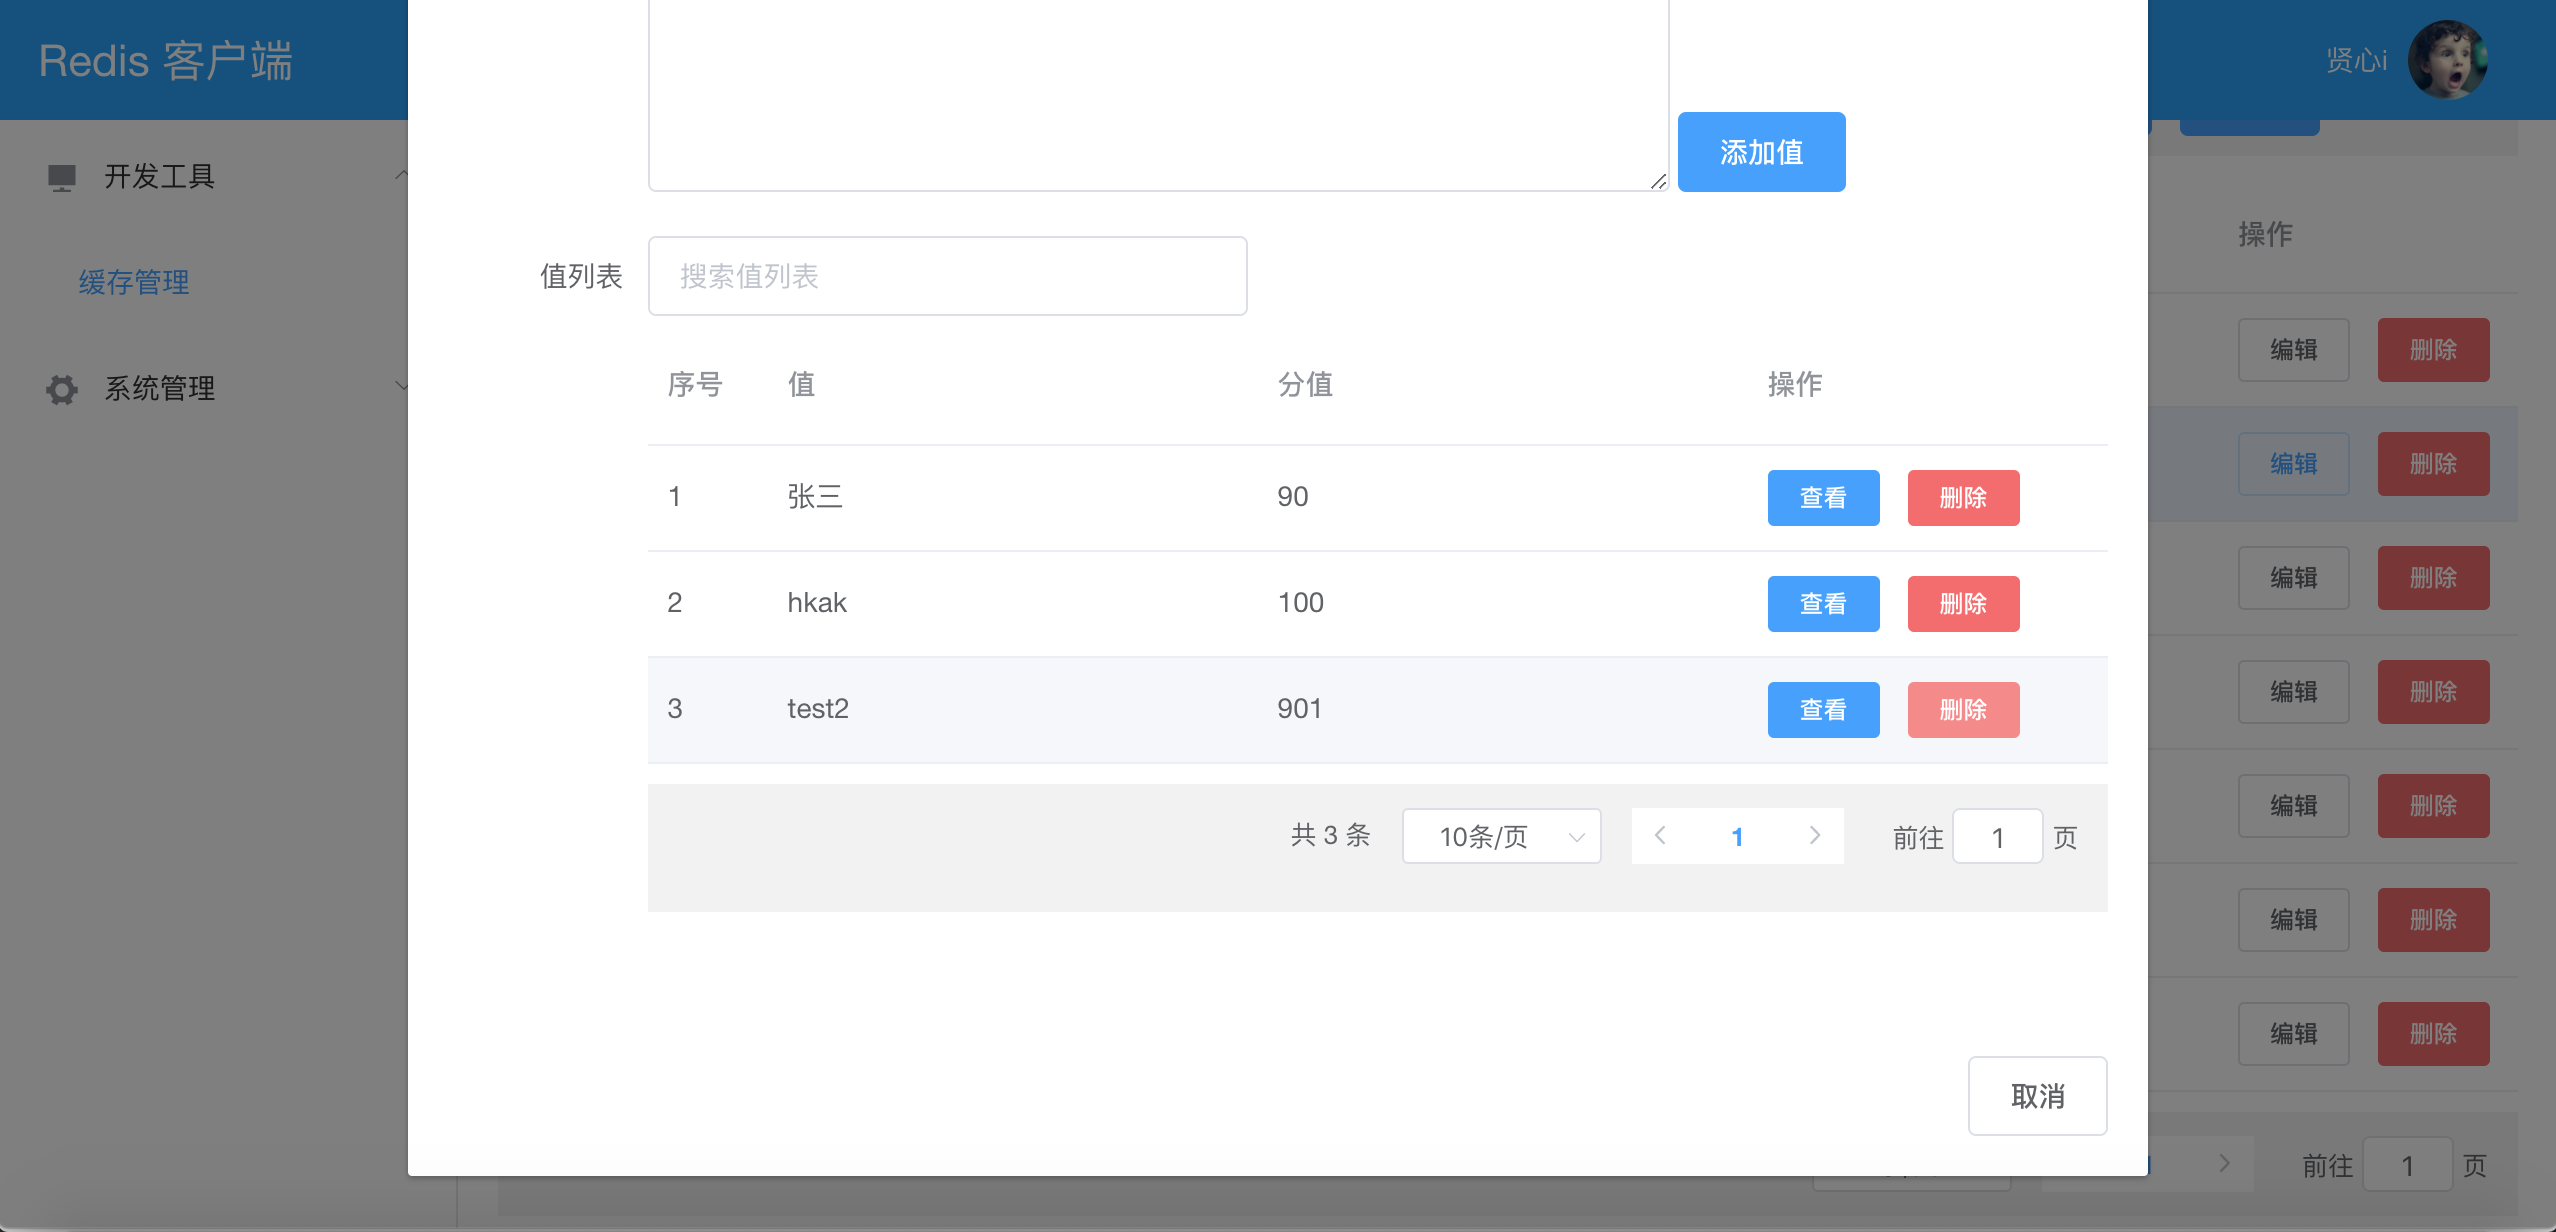 Redis 客户端
贤心i
开发工具
缓存管理
系统管理
添加值
值列表
搜索值列表
序号 值 分值 操作
1 张三 90 查看 删除
2 hkak 100 查看 删除
3 test2 901 查看 删除
共 3 条 10条/页 1 前往 1 页
取消
操作
编辑 删除
编辑 删除
编辑 删除
编辑 删除
编辑 删除
编辑 删除
编辑 删除
前往 1 页